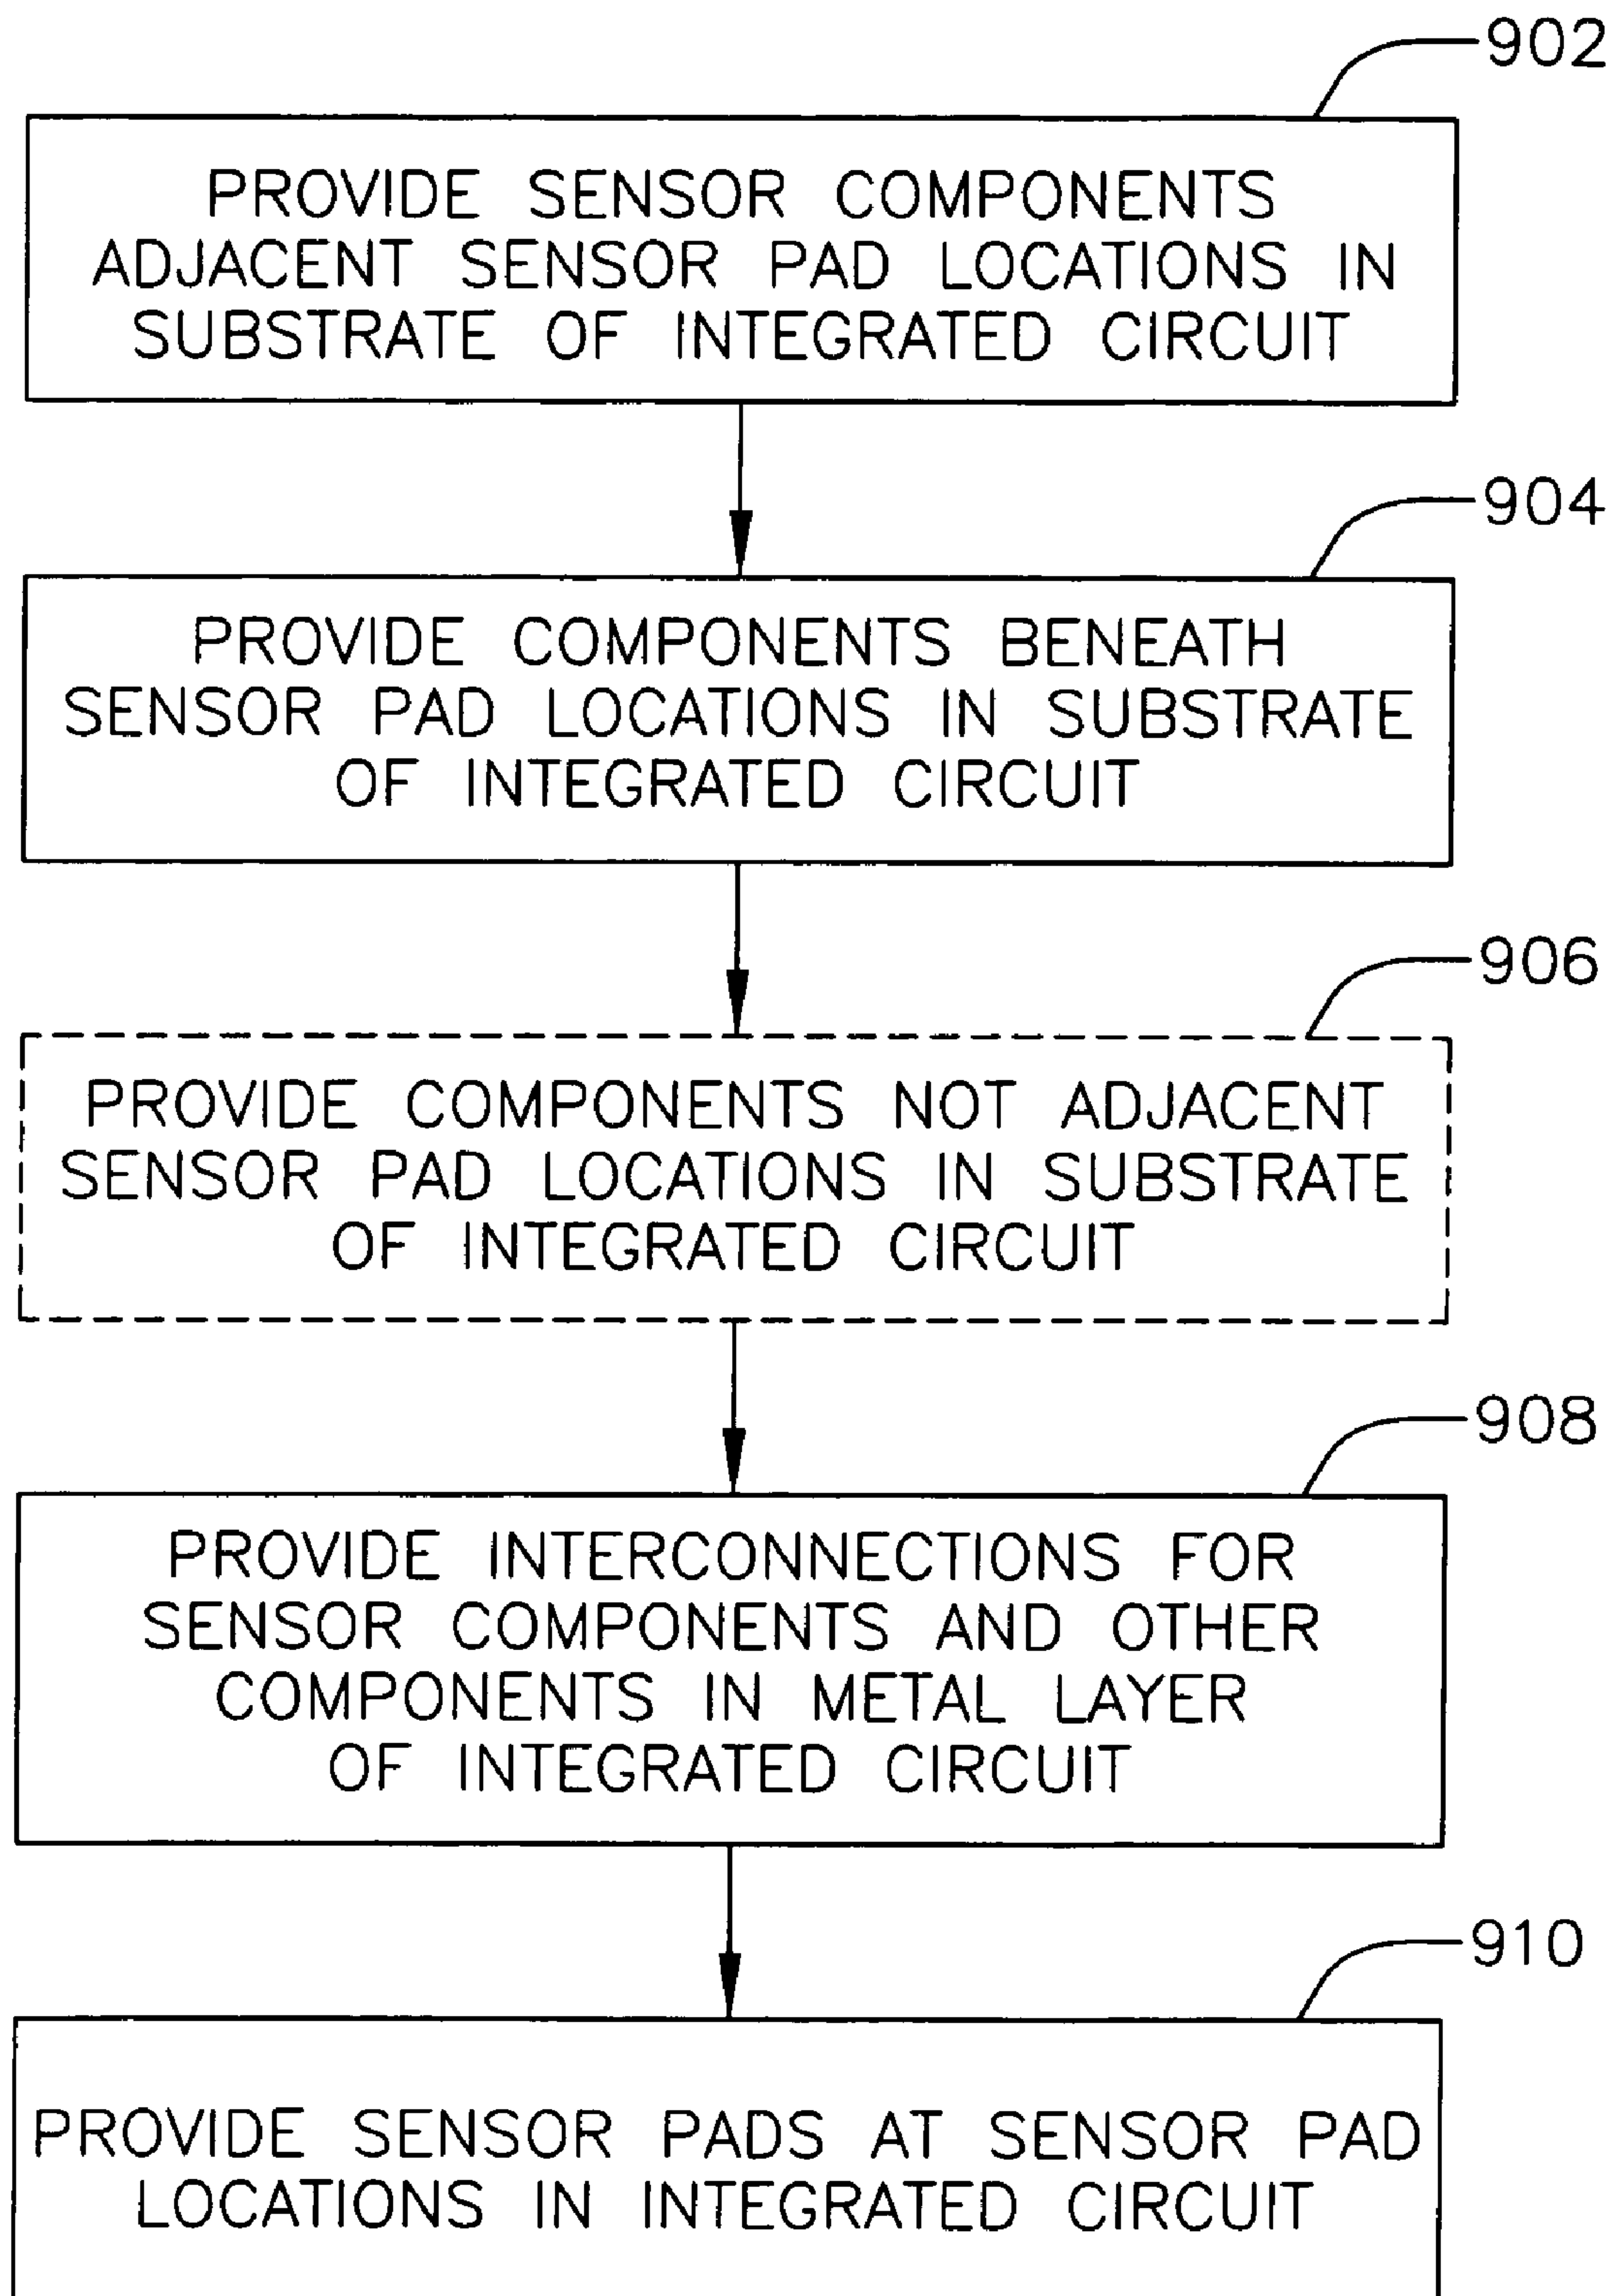 902
PROVIDE SENSOR COMPONENTS
ADJACENT SENSOR PAD LOCATIONS IN
SUBSTRATE OF INTEGRATED CIRCUIT
904
PROVIDE COMPONENTS BENEATH
SENSOR PAD LOCATIONS IN SUBSTRATE
OF INTEGRATED CIRCUIT
906
PROVIDE COMPONENTS NOT ADJACENT
SENSOR PAD LOCATIONS IN SUBSTRATE
OF INTEGRATED CIRCUIT
908
PROVIDE INTERCONNECTIONS FOR
SENSOR COMPONENTS AND OTHER
COMPONENTS IN METAL LAYER
OF INTEGRATED CIRCUIT
910
PROVIDE SENSOR PADS AT SENSOR PAD
LOCATIONS IN INTEGRATED CIRCUIT